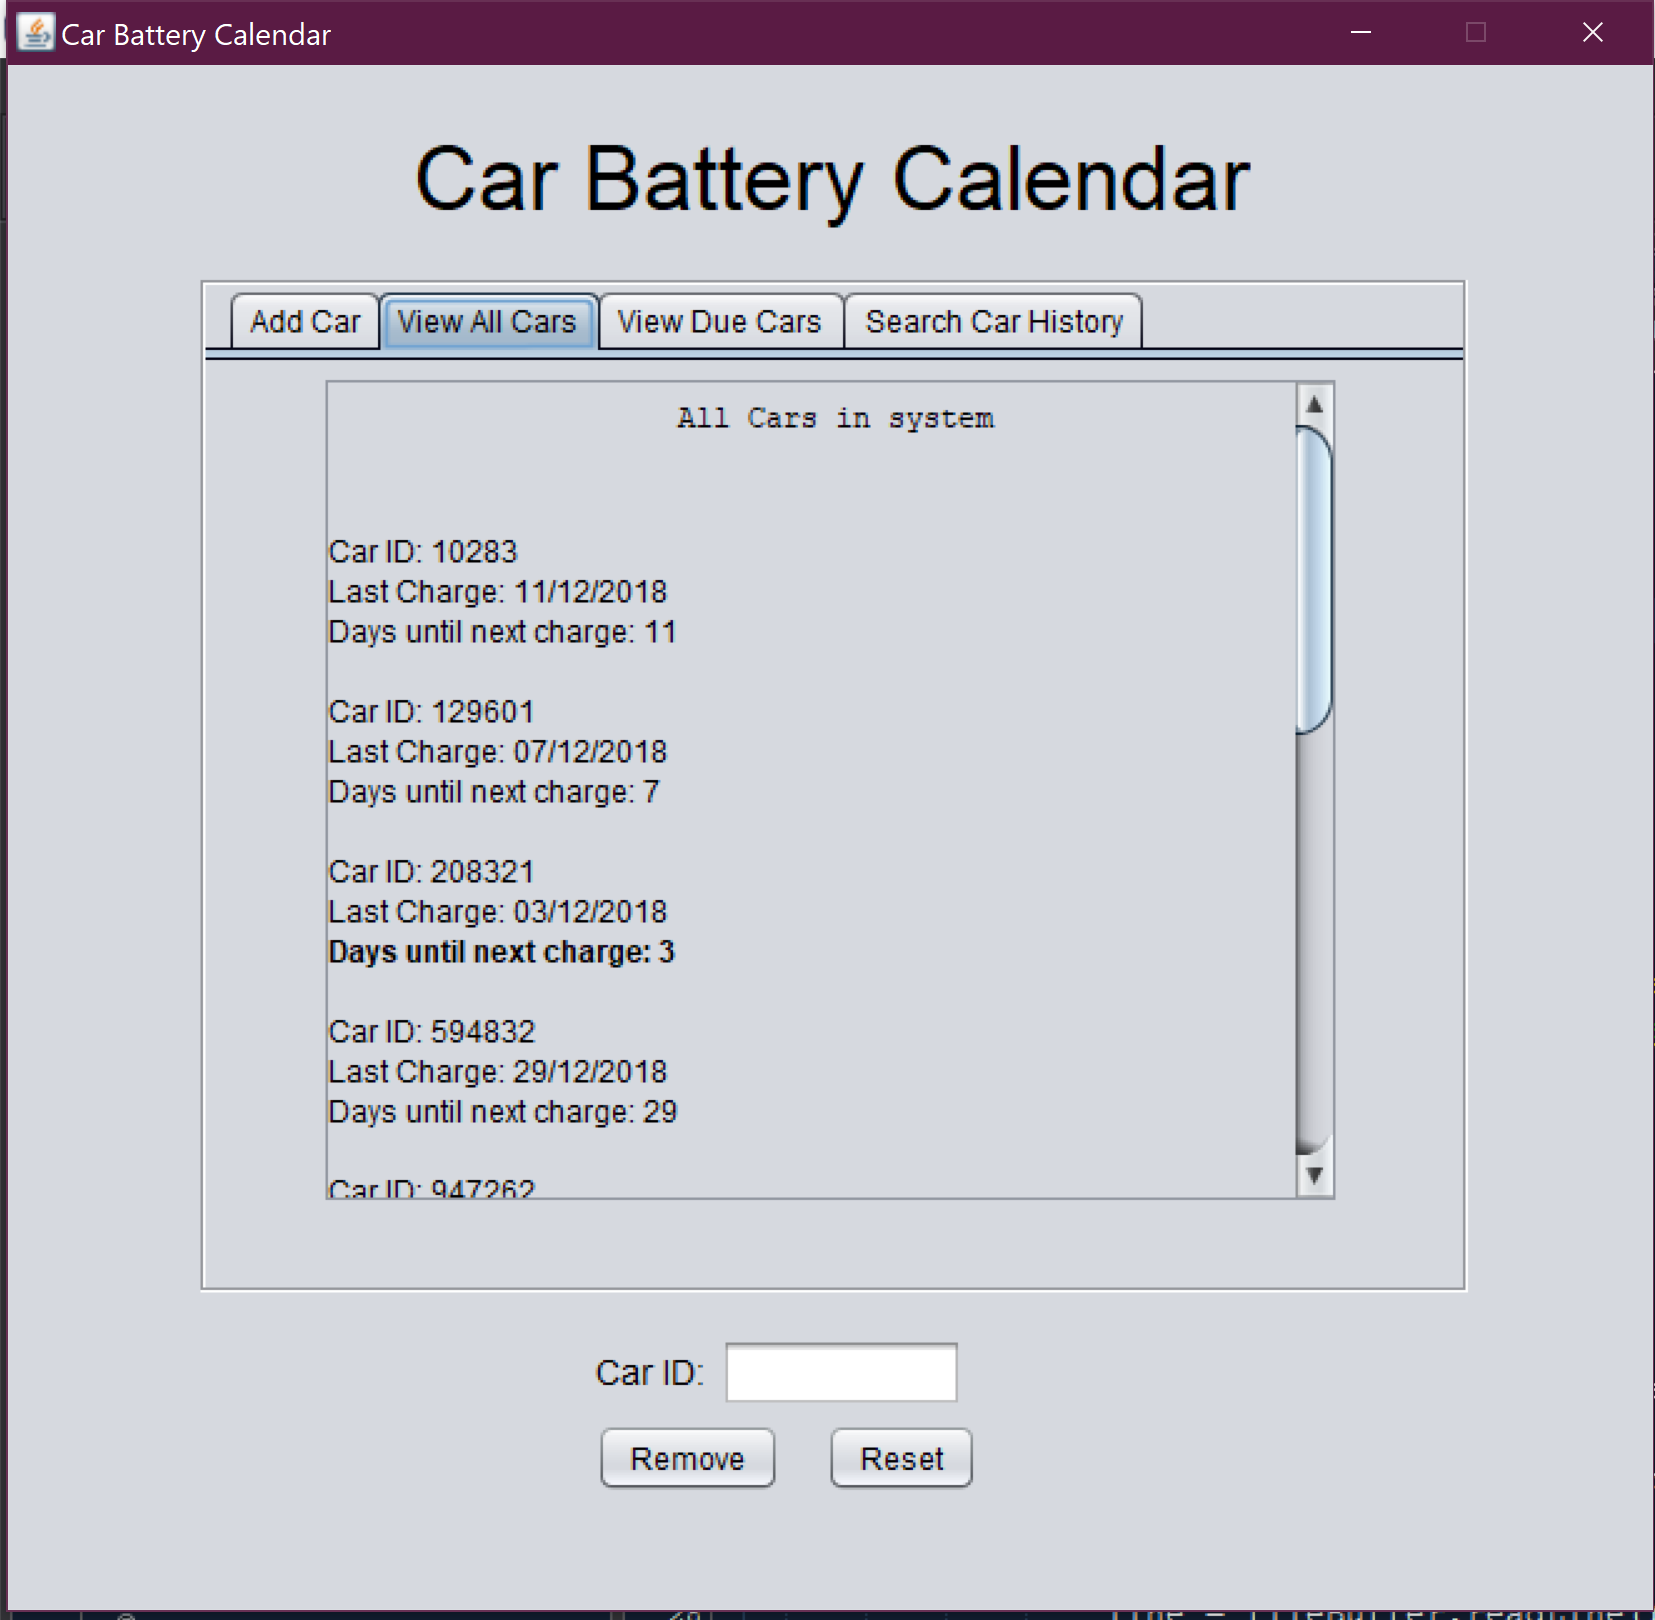 Car Battery Calendar
Car Battery Calendar
Add Car View All Cars View Due Cars Search Car History
All Cars in system
Car ID: 10283
Last Charge: 11/12/2018
Days until next charge: 11
Car ID: 129601
Last Charge: 07/12/2018
Days until next charge: 7
Car ID: 208321
Last Charge: 03/12/2018
Days until next charge: 3
Car ID: 594832
Last Charge: 29/12/2018
Days until next charge: 29
Car ID: 947262
Car ID:
Remove Reset